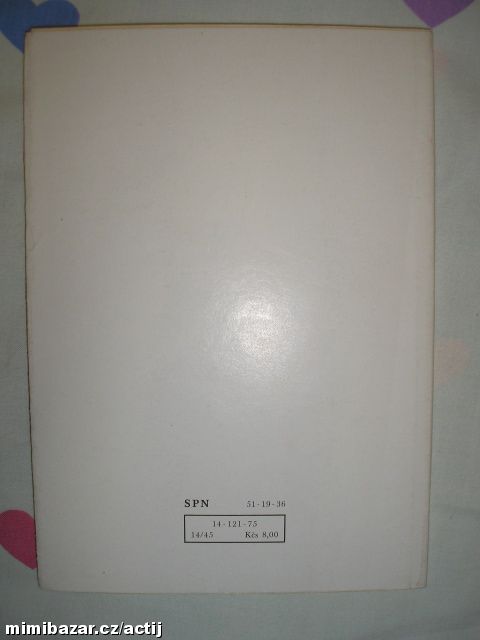 SPN 51-19-36
14-121-75
14/45 Kčs 8,00
mimibazar.cz/actij